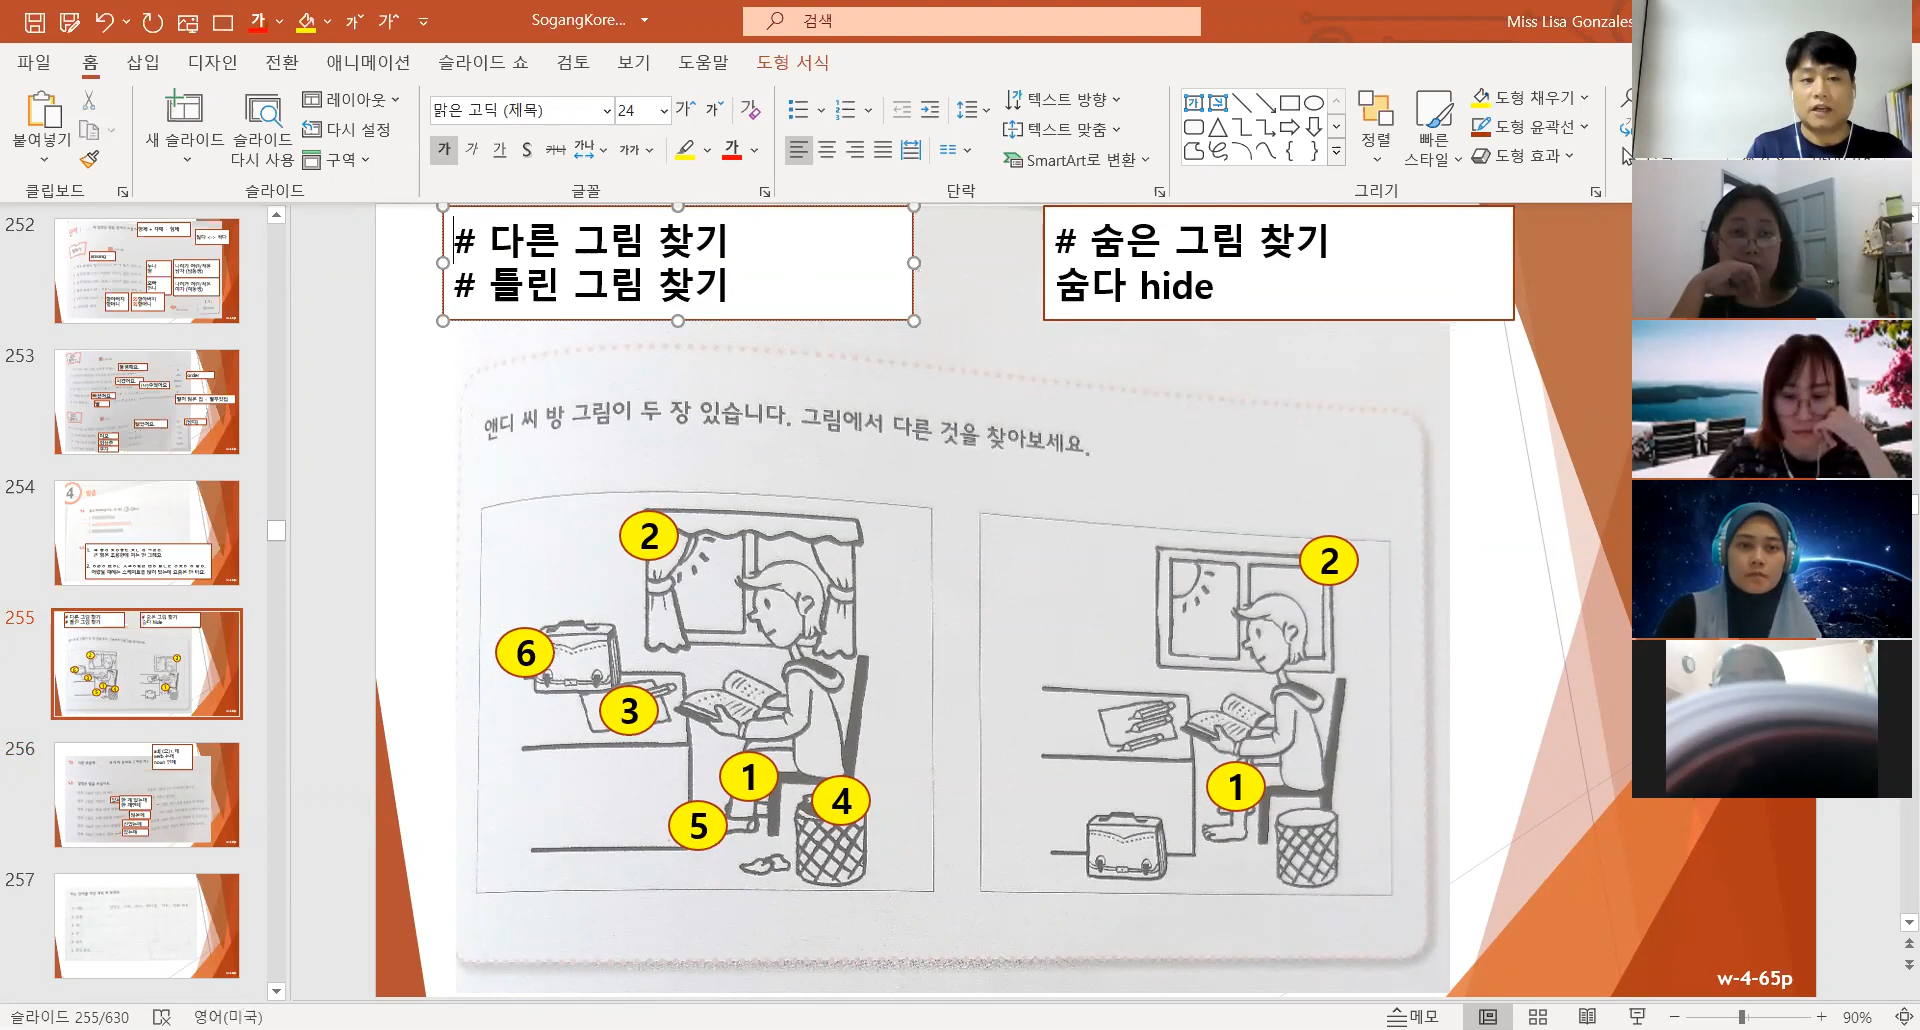 SogangKore...
검색
Miss Lisa Gonzales
파일 홈 삽입 디자인 전환 애니메이션 슬라이드 쇼 검토 보기 도움말 도형 서식
붙여넣기
새 슬라이드
슬라이드 다시 사용
레이아웃
다시 설정
구역
맑은 고딕 (제목) 24
텍스트 방향
텍스트 맞춤
SmartArt로 변환
정렬
빠른 스타일
도형 채우기
도형 윤곽선
도형 효과
클립보드 슬라이드 글꼴 단락 그리기
252
253
254
255
256
257
# 다른 그림 찾기
# 틀린 그림 찾기
# 숨은 그림 찾기
숨다 hide
앤디 씨 방 그림이 두 장 있습니다. 그림에서 다른 것을 찾아보세요.
2
6
3
1
4
5
2
1
w-4-65p
슬라이드 255/630 영어(미국) 메모 90%